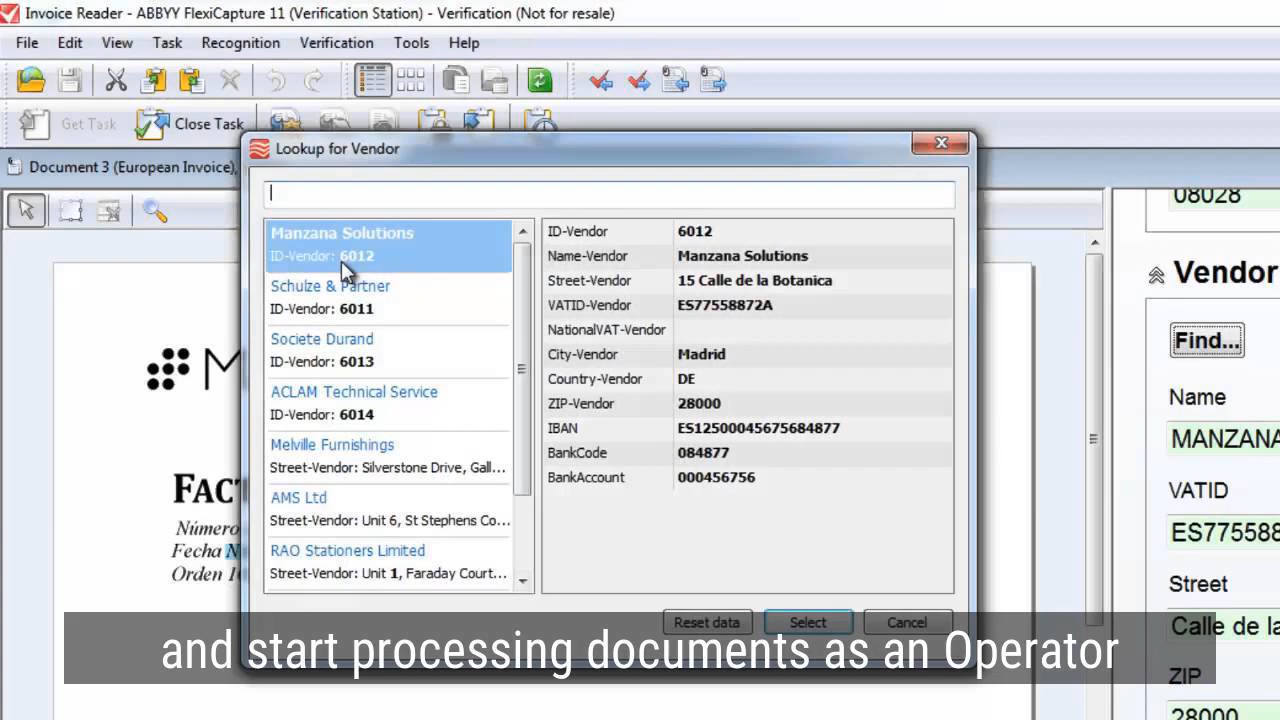 Invoice Reader - ABBYY FlexiCapture 11 (Verification Station) - Verification (Not for resale)
File Edit View Task Recognition Verification Tools Help
Get Task Close Task
Document 3 (European Invoice),
Lookup for Vendor
Manzana Solutions
ID-Vendor: 6012
Schulze & Partner
ID-Vendor: 6011
Societe Durand
ID-Vendor: 6013
ACLAM Technical Service
ID-Vendor: 6014
Melville Furnishings
Street-Vendor: Silverstone Drive, Gall...
AMS Ltd
Street-Vendor: Unit 6, St Stephens Co...
RAO Stationers Limited
Street-Vendor: Unit 1, Faraday Court...
ID-Vendor 6012
Name-Vendor Manzana Solutions
Street-Vendor 15 Calle de la Botanica
VATID-Vendor ES77558872A
NationalVAT-Vendor
City-Vendor Madrid
Country-Vendor DE
ZIP-Vendor 28000
IBAN ES12500045675684877
BankCode 084877
BankAccount 000456756
Reset data Select Cancel
M
FACT
Número
Fecha N
Orden 1
08028
Vendor
Find...
Name
MANZANA
VATID
ES775588
Street
Calle de la
ZIP
28000
and start processing documents as an Operator